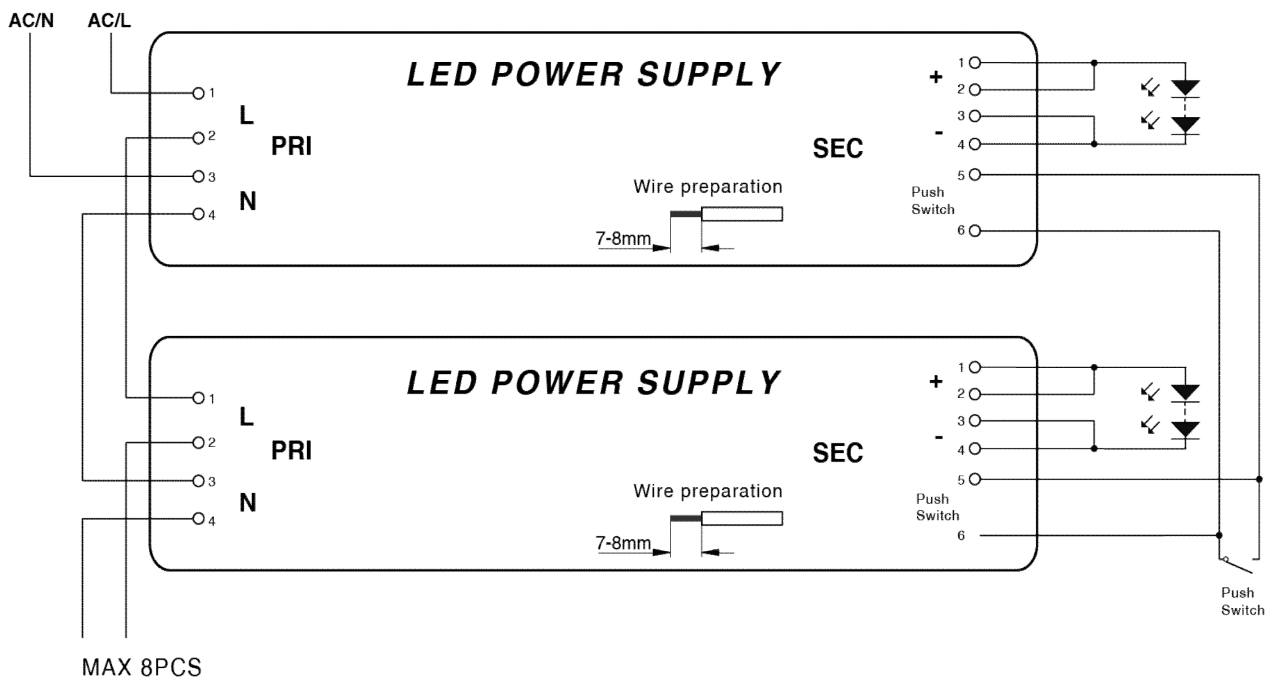 AC/N AC/L
LED POWER SUPPLY
1
L
2
PRI
3
N
4
SEC
+
1
2
-
3
4
5
Push
Switch
6
Wire preparation
7-8mm
LED POWER SUPPLY
1
L
2
PRI
3
N
4
SEC
+
1
2
-
3
4
5
Push
Switch
6
Wire preparation
7-8mm
Push
Switch
MAX 8PCS